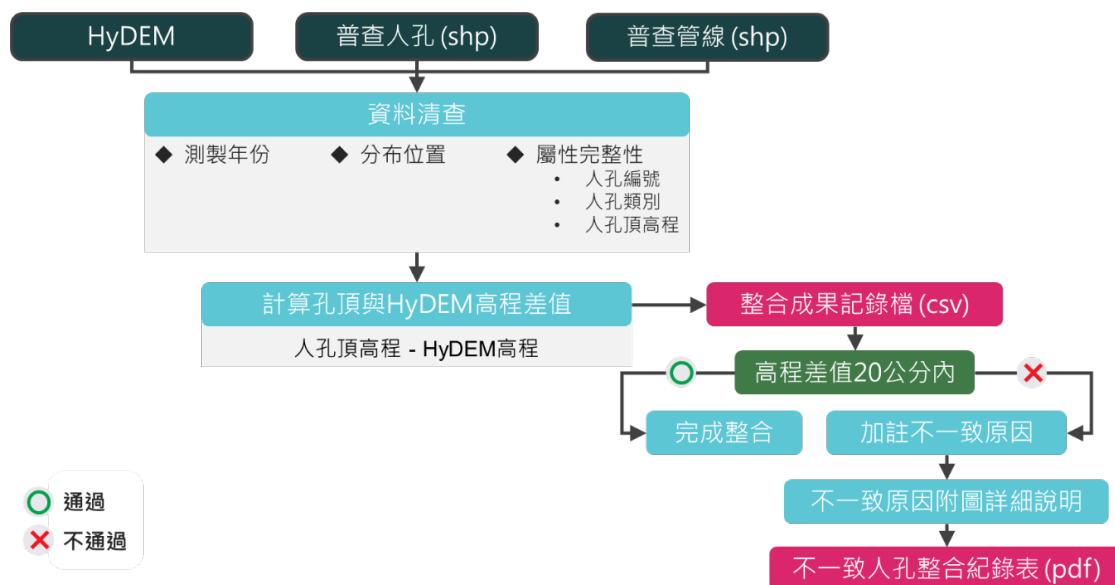 HyDEM
普查人孔 (shp)
普查管線 (shp)
資料清查
◆ 測製年份
◆ 分布位置
◆ 屬性完整性
• 人孔編號
• 人孔類別
• 人孔頂高程
計算孔頂與HyDEM高程差值
人孔頂高程 - HyDEM高程
整合成果記錄檔 (csv)
高程差值20公分內
完成整合
加註不一致原因
不一致原因附圖詳細說明
不一致人孔整合紀錄表 (pdf)
通過
不通過